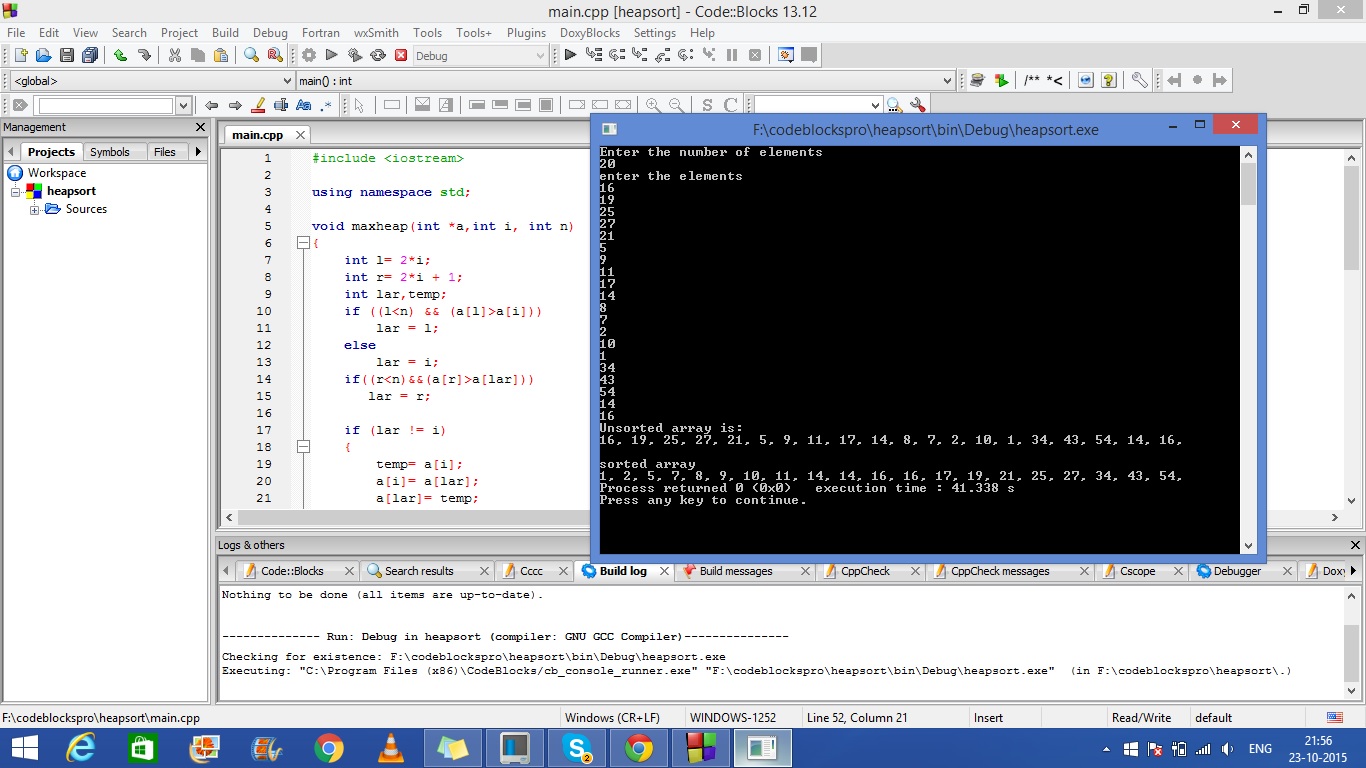 main.cpp [heapsort] - Code::Blocks 13.12
File Edit View Search Project Build Debug Fortran wxSmith Tools Tools+ Plugins DoxyBlocks Settings Help
Debug
<global> main() : int /** *<
Aa .* S C
Management
Projects Symbols Files
Workspace
heapsort
Sources
main.cpp
1 #include <iostream>
2
3 using namespace std;
4
5 void maxheap(int *a,int i, int n)
6 {
7 int l= 2*i;
8 int r= 2*i + 1;
9 int lar,temp;
10 if ((l<n) && (a[l]>a[i]))
11 lar = l;
12 else
13 lar = i;
14 if((r<n)&&(a[r]>a[lar]))
15 lar = r;
16
17 if (lar != i)
18 {
19 temp= a[i];
20 a[i]= a[lar];
21 a[lar]= temp;
F:\codeblockspro\heapsort\bin\Debug\heapsort.exe
Enter the number of elements
20
enter the elements
16
19
25
27
21
5
9
11
17
14
8
7
2
10
1
34
43
54
14
16
Unsorted array is:
16, 19, 25, 27, 21, 5, 9, 11, 17, 14, 8, 7, 2, 10, 1, 34, 43, 54, 14, 16,
sorted array
1, 2, 5, 7, 8, 9, 10, 11, 14, 14, 16, 16, 17, 19, 21, 25, 27, 34, 43, 54,
Process returned 0 (0x0) execution time : 41.338 s
Press any key to continue.
Logs & others
Code::Blocks Search results Cccc Build log Build messages CppCheck CppCheck messages Cscope Debugger Doxy
Nothing to be done (all items are up-to-date).
-------------- Run: Debug in heapsort (compiler: GNU GCC Compiler)---------------
Checking for existence: F:\codeblockspro\heapsort\bin\Debug\heapsort.exe
Executing: "C:\Program Files (x86)\CodeBlocks/cb_console_runner.exe" "F:\codeblockspro\heapsort\bin\Debug\heapsort.exe" (in F:\codeblockspro\heapsort\.)
F:\codeblockspro\heapsort\main.cpp Windows (CR+LF) WINDOWS-1252 Line 52, Column 21 Insert Read/Write default
2 ENG 21:56
23-10-2015